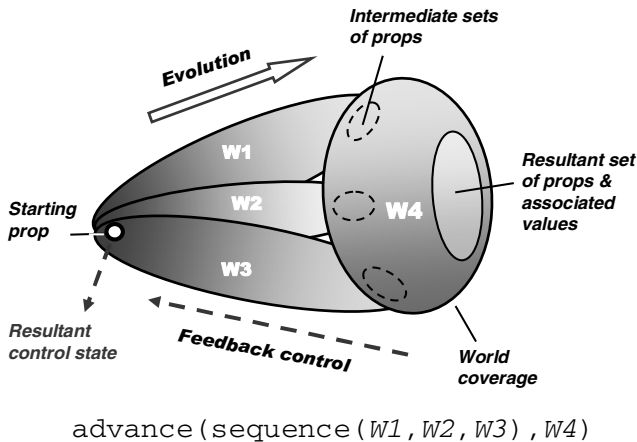 Intermediate sets
of props
Evolution
W1
Resultant set
of props &
associated
values
W2
W4
Starting
prop
W3
Resultant
control state
Feedback control
World
coverage
advance(sequence(W1,W2,W3),W4)